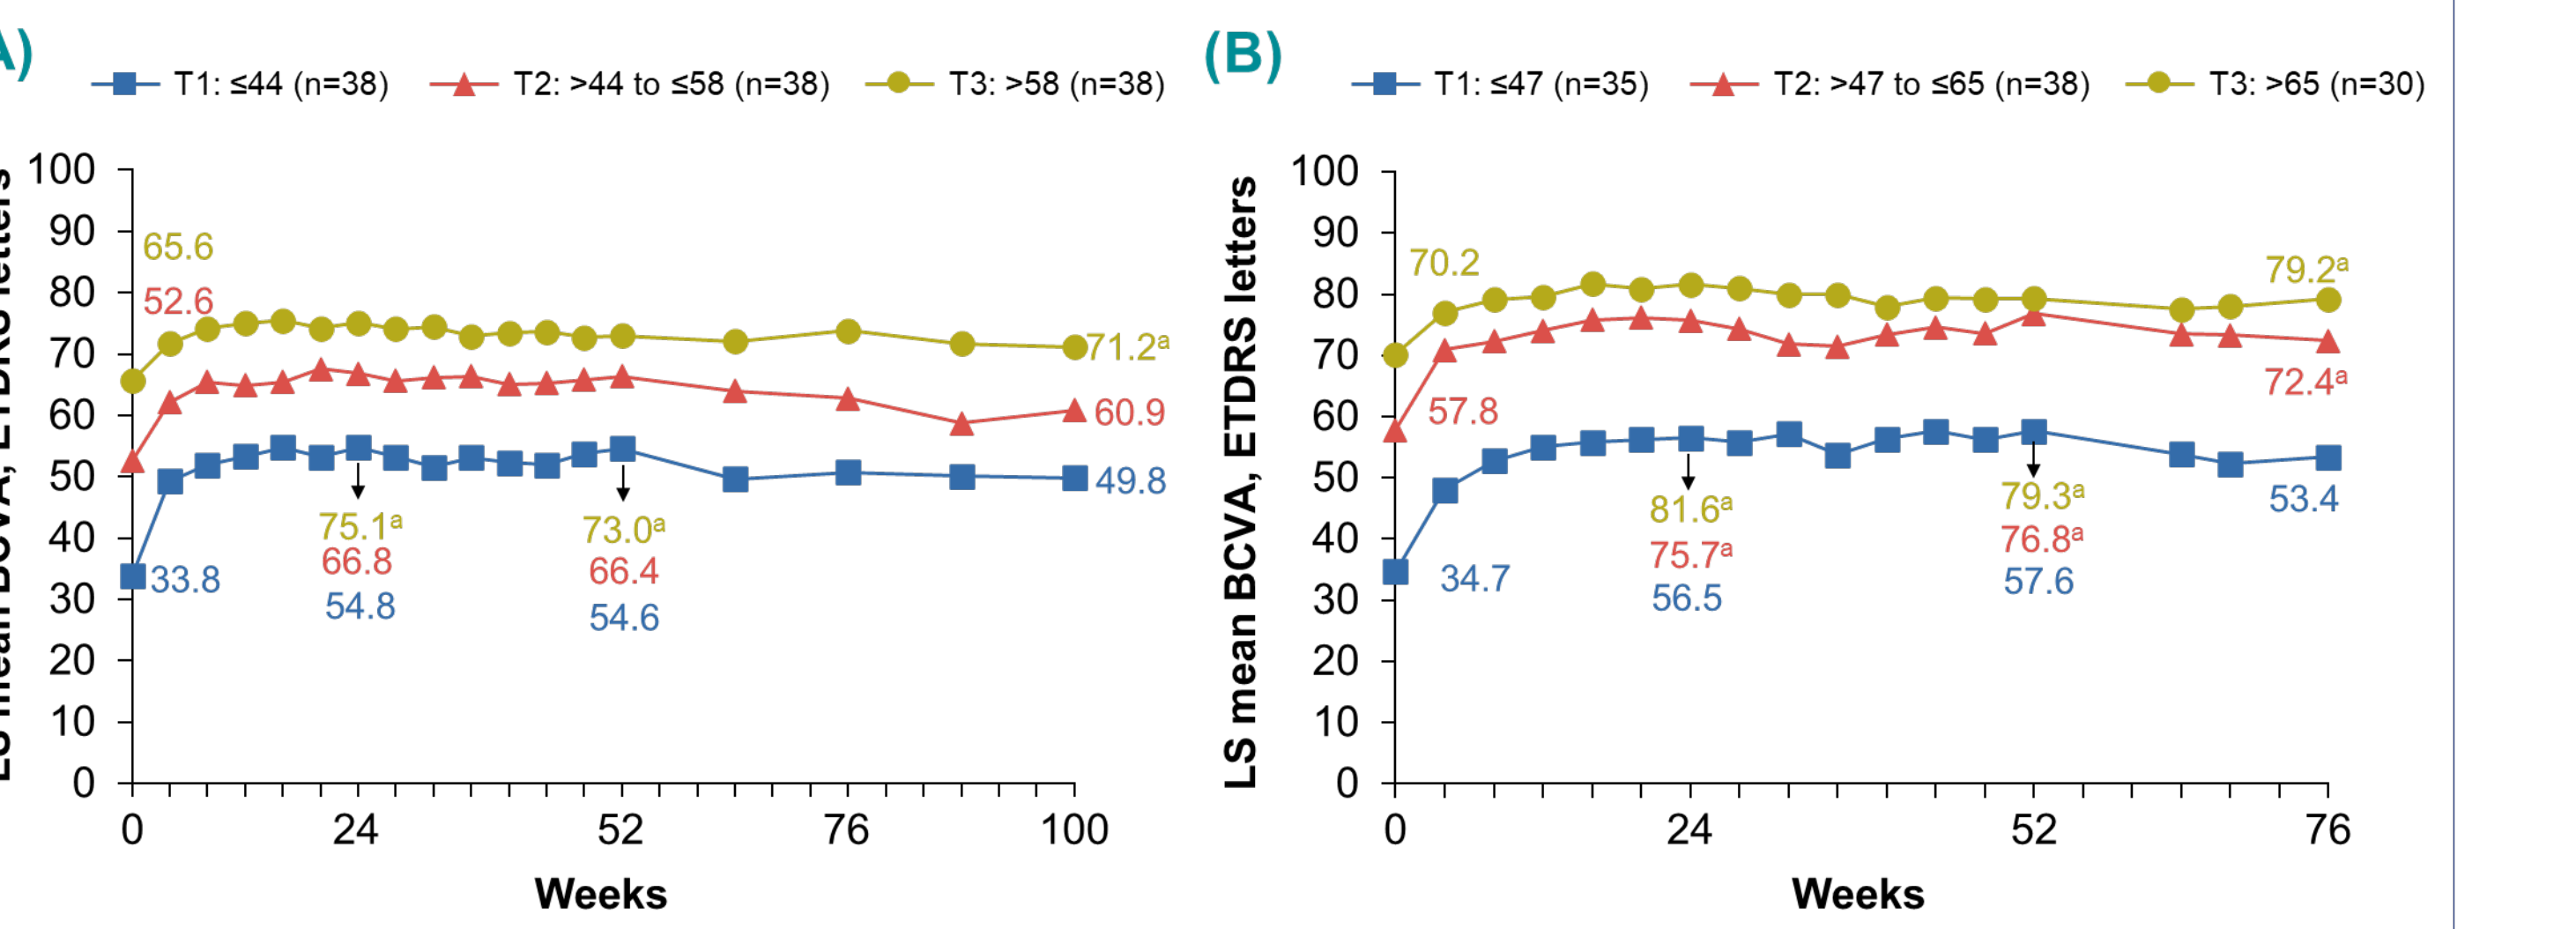 A)
T1: ≤44 (n=38) T2: >44 to ≤58 (n=38) T3: >58 (n=38)
LS mean BCVA, ETDRS letters
100
90
80
70
60
50
40
30
20
10
0
65.6
52.6
33.8
75.1ᵃ
66.8
54.8
73.0ᵃ
66.4
54.6
71.2ᵃ
60.9
49.8
0 24 52 76 100
Weeks
(B)
T1: ≤47 (n=35) T2: >47 to ≤65 (n=38) T3: >65 (n=30)
LS mean BCVA, ETDRS letters
100
90
80
70
60
50
40
30
20
10
0
70.2
57.8
34.7
81.6ᵃ
75.7ᵃ
56.5
79.3ᵃ
76.8ᵃ
57.6
79.2ᵃ
72.4ᵃ
53.4
0 24 52 76
Weeks